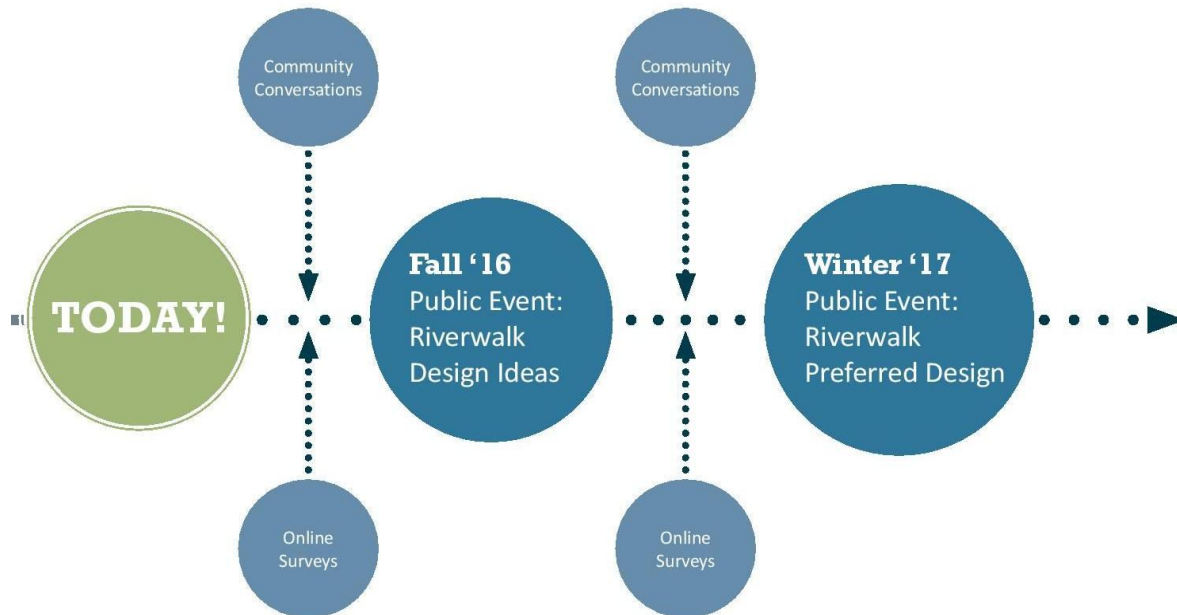 Community
Conversations
Community
Conversations
TODAY!
Fall ‘16
Public Event:
Riverwalk
Design Ideas
Winter ‘17
Public Event:
Riverwalk
Preferred Design
Online
Surveys
Online
Surveys